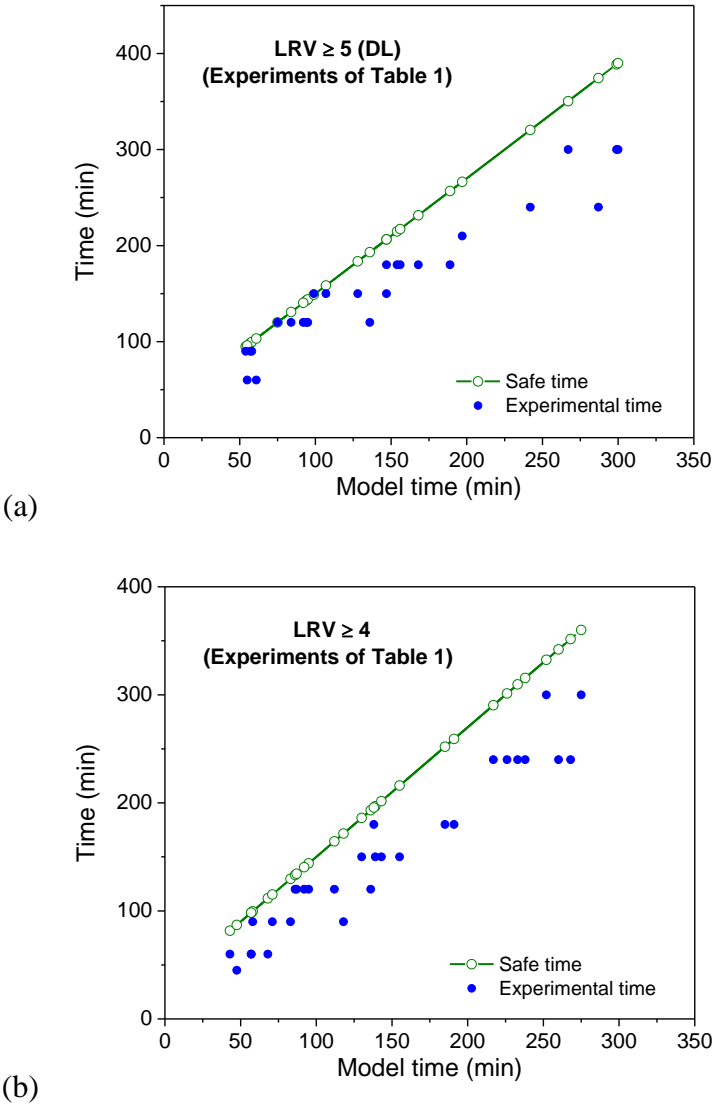 LRV ≥ 5 (DL)
(Experiments of Table 1)
400
300
200
100
0
Time (min)
Safe time
Experimental time
0 50 100 150 200 250 300 350
Model time (min)
(a)
400
LRV ≥ 4
(Experiments of Table 1)
300
200
100
0
Time (min)
Safe time
Experimental time
0 50 100 150 200 250 300 350
Model time (min)
(b)